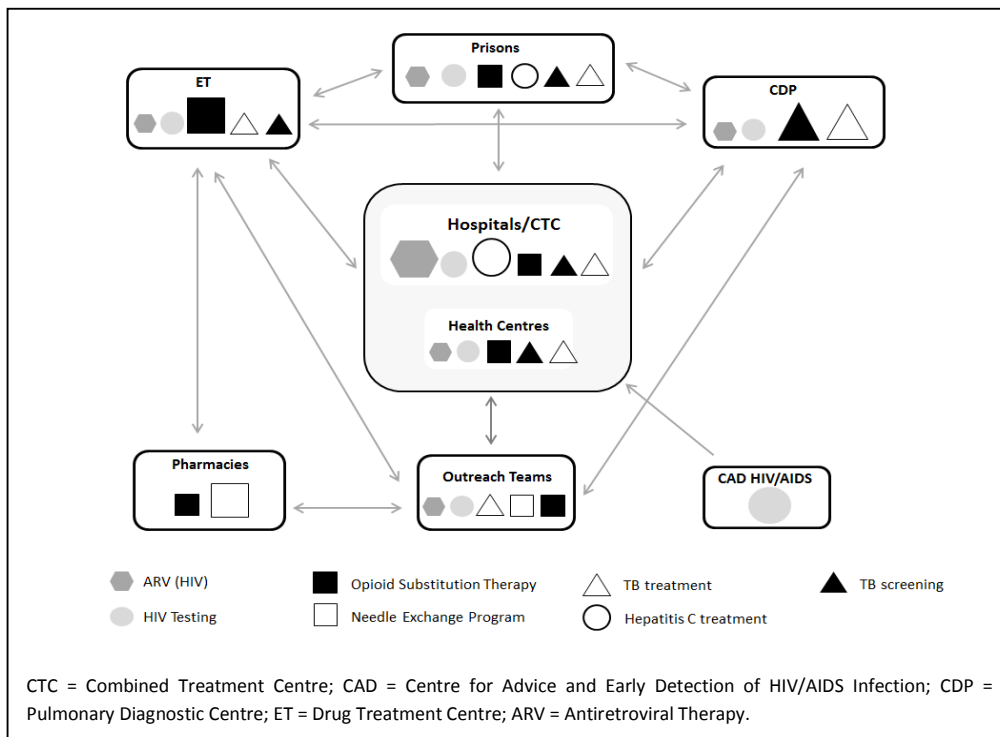 Prisons
ET
CDP
Hospitals/CTC
Health Centres
Pharmacies
Outreach Teams
CAD HIV/AIDS
ARV (HIV)
Opioid Substitution Therapy
TB treatment
TB screening
HIV Testing
Needle Exchange Program
Hepatitis C treatment
CTC = Combined Treatment Centre; CAD = Centre for Advice and Early Detection of HIV/AIDS Infection; CDP =
Pulmonary Diagnostic Centre; ET = Drug Treatment Centre; ARV = Antiretroviral Therapy.